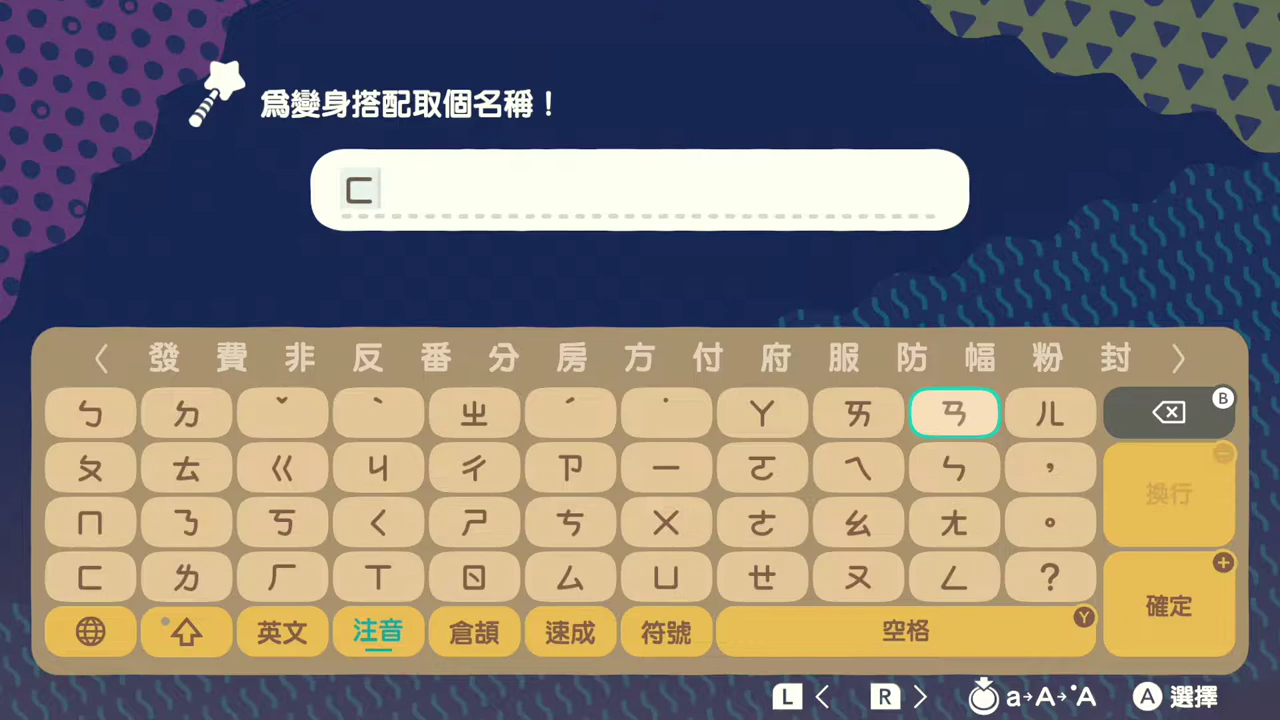 為變身搭配取個名稱！
ㄈ
〈 發 費 非 反 番 分 房 方 付 府 服 防 幅 粉 封 〉
ㄅ ㄉ ˇ ˋ ㄓ ˊ ˙ ㄚ ㄞ ㄢ ㄦ B
ㄆ ㄊ ㄍ ㄐ ㄔ ㄗ ㄧ ㄛ ㄟ ㄣ ， − 換行
ㄇ ㄋ ㄎ ㄑ ㄕ ㄘ ㄨ ㄜ ㄠ ㄤ 。
ㄈ ㄌ ㄏ ㄒ ㄖ ㄙ ㄩ ㄝ ㄡ ㄥ ? + 確定
英文 注音 倉頡 速成 符號 空格 Y
L 〈 R 〉 a→A→•A A 選擇